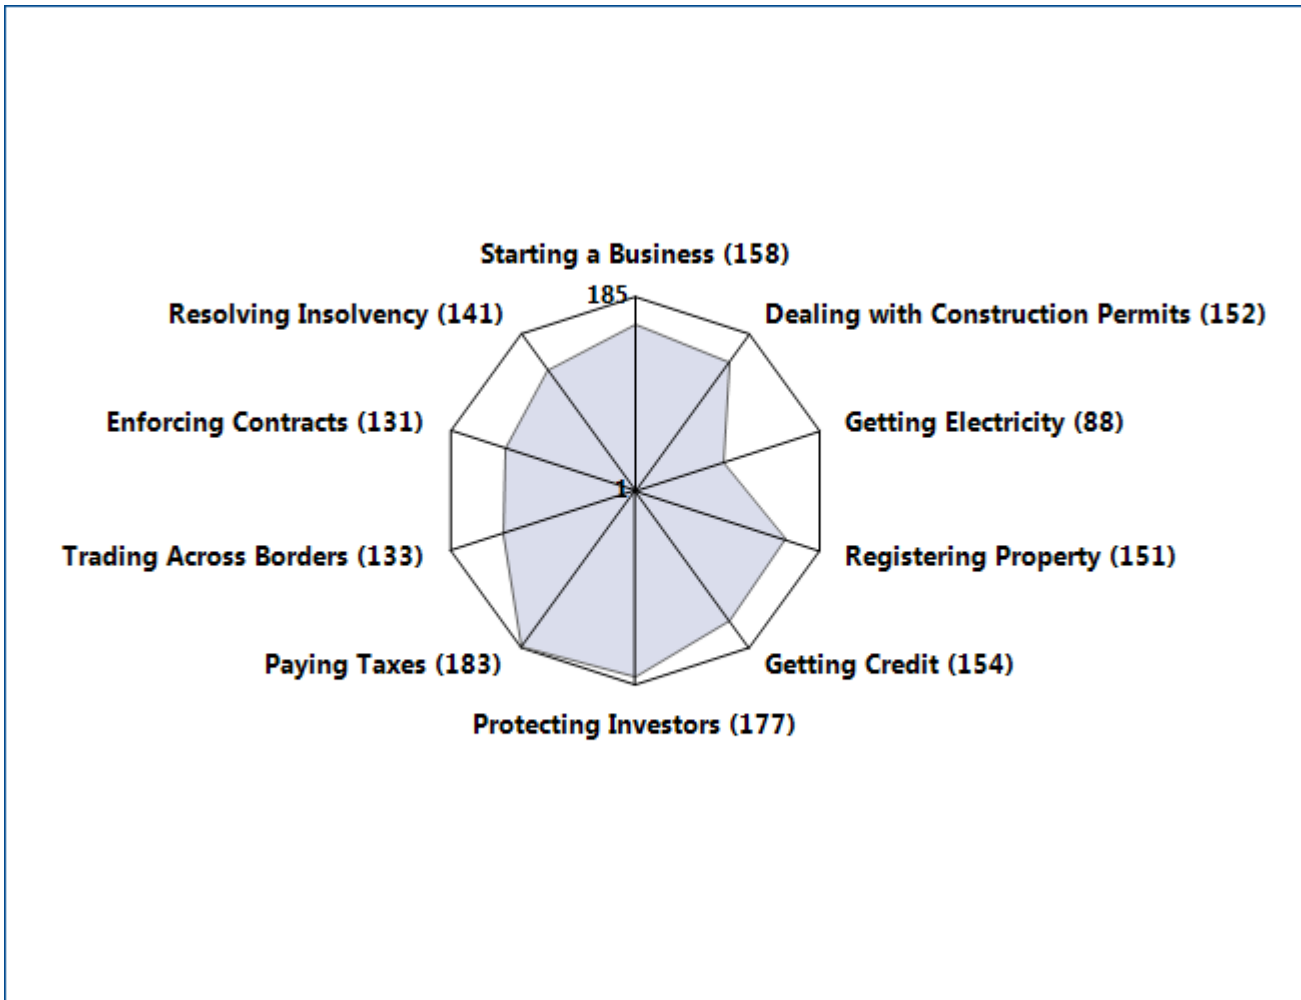 Starting a Business (158)
185
Resolving Insolvency (141)
Dealing with Construction Permits (152)
Enforcing Contracts (131)
Getting Electricity (88)
1
Trading Across Borders (133)
Registering Property (151)
Paying Taxes (183)
Getting Credit (154)
Protecting Investors (177)